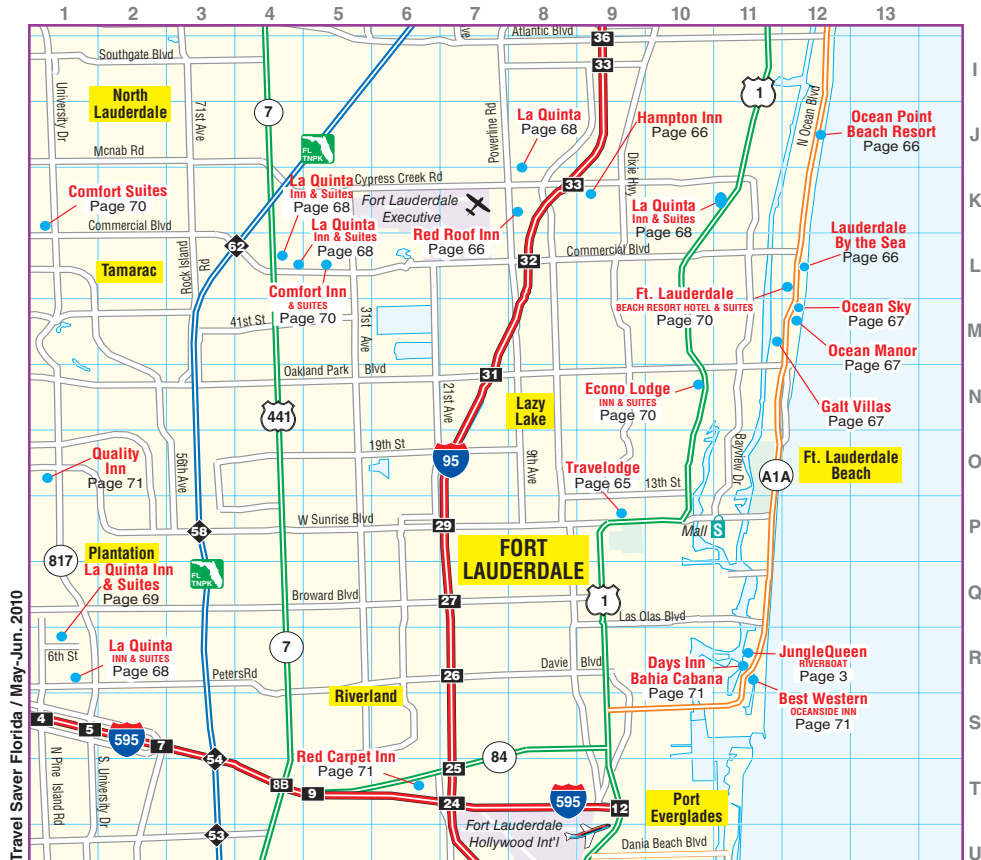 1 2 3 4 5 6 7 8 9 10 11 12 13
I
J
K
L
M
N
O
P
Q
R
S
T
U
Travel Saver Florida / May-Jun. 2010
Atlantic Blvd
Ave
36
33
Southgate Blvd
University Dr
North
Lauderdale
71st Ave
7
1
N Ocean Blvd
Powerline Rd
La Quinta
Page 68
Hampton Inn
Page 66
Ocean Point
Beach Resort
Page 66
FL
TNPK
Mcnab Rd
Dixie Hwy
Cypress Creek Rd
33
Comfort Suites
Page 70
La Quinta
Inn & Suites
Page 68
Fort Lauderdale
Executive
La Quinta
Inn & Suites
Page 68
Red Roof Inn
Page 66
La Quinta
Inn & Suites
Page 68
Lauderdale
By the Sea
Page 66
Commercial Blvd
62
Rock Island
Rd
Commercial Blvd
32
Tamarac
Comfort Inn
& SUITES
Page 70
Ft. Lauderdale
BEACH RESORT HOTEL & SUITES
Page 70
Ocean Sky
Page 67
41st St
31st Ave
Ocean Manor
Page 67
Oakland Park Blvd
31
21st Ave
Econo Lodge
INN & SUITES
Page 70
Galt Villas
Page 67
Lazy
Lake
441
19th St
95
9th Ave
Bayview Dr
Quality
Inn
Page 71
56th Ave
Travelodge
Page 65
13th St
A1A
Ft. Lauderdale
Beach
58
W Sunrise Blvd
29
Mall S
817
Plantation
FORT
LAUDERDALE
La Quinta Inn
& Suites
Page 69
FL
TNPK
Broward Blvd
27
1
Las Olas Blvd
6th St
La Quinta
INN & SUITES
Page 68
7
PetersRd
26
Davie Blvd
Days Inn
Bahia Cabana
Page 71
JungleQueen
RIVERBOAT
Page 3
Riverland
Best Western
OCEANSIDE INN
Page 71
4
5
595
7
54
Red Carpet Inn
Page 71
84
25
N Pine Island Rd
S. University Dr
8B
9
24
595
12
Port
Everglades
53
Fort Lauderdale
Hollywood Int'l
Dania Beach Blvd